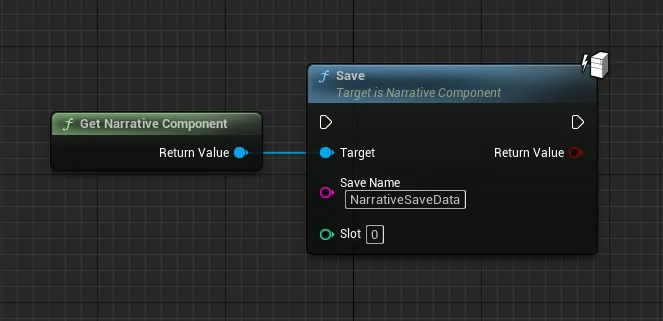 f Get Narrative Component
Return Value
f Save
Target is Narrative Component
Target
Return Value
Save Name
NarrativeSaveData
Slot 0